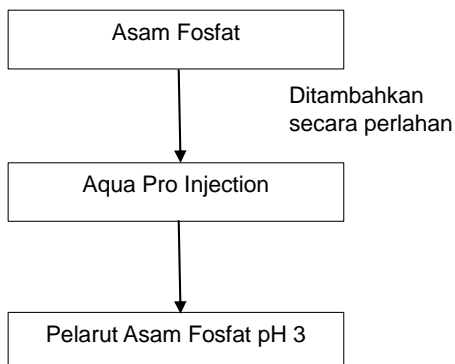 Asam Fosfat
Ditambahkan
secara perlahan
Aqua Pro Injection
Pelarut Asam Fosfat pH 3